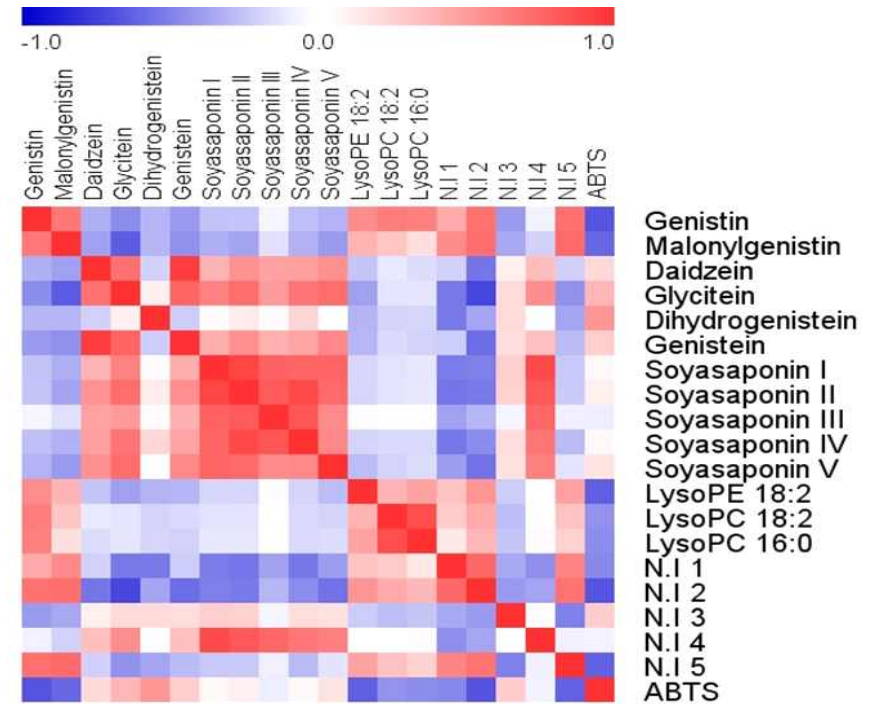 -1.0 0.0 1.0
Genistin
Malonylgenistin
Daidzein
Glycitein
Dihydrogenistein
Genistein
Soyasaponin I
Soyasaponin II
Soyasaponin III
Soyasaponin IV
Soyasaponin V
LysoPE 18:2
LysoPC 18:2
LysoPC 16:0
N.I 1
N.I 2
N.I 3
N.I 4
N.I 5
ABTS
Genistin
Malonylgenistin
Daidzein
Glycitein
Dihydrogenistein
Genistein
Soyasaponin I
Soyasaponin II
Soyasaponin III
Soyasaponin IV
Soyasaponin V
LysoPE 18:2
LysoPC 18:2
LysoPC 16:0
N.I 1
N.I 2
N.I 3
N.I 4
N.I 5
ABTS